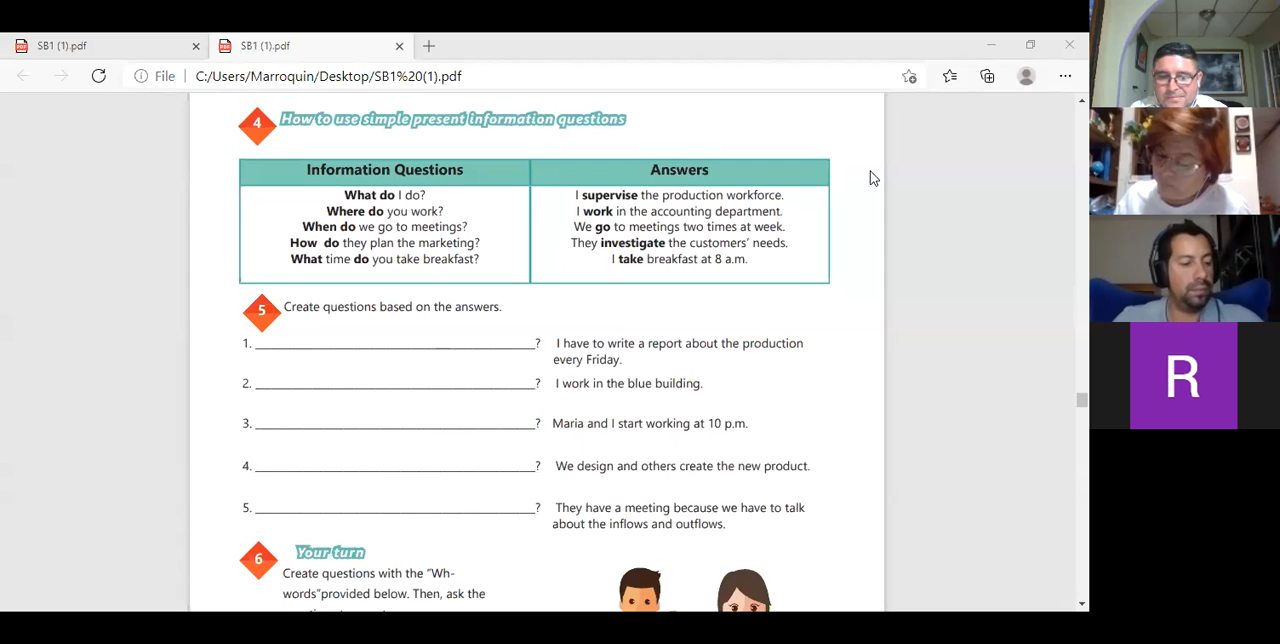 SB1 (1).pdf
SB1 (1).pdf
File
C:/Users/Marroquin/Desktop/SB1%20(1).pdf
4
How to use simple present information questions
Information Questions
Answers
What do I do?
I supervise the production workforce.
Where do you work?
I work in the accounting department.
When do we go to meetings?
We go to meetings two times at week.
How do they plan the marketing?
They investigate the customers' needs.
What time do you take breakfast?
I take breakfast at 8 a.m.
5
Create questions based on the answers.
1. ______________________________________? I have to write a report about the production
every Friday.
2. ______________________________________? I work in the blue building.
3. ______________________________________? Maria and I start working at 10 p.m.
4. ______________________________________? We design and others create the new product.
5. ______________________________________? They have a meeting because we have to talk
about the inflows and outflows.
6
Your turn
Create questions with the “Wh-
words”provided below. Then, ask the
R